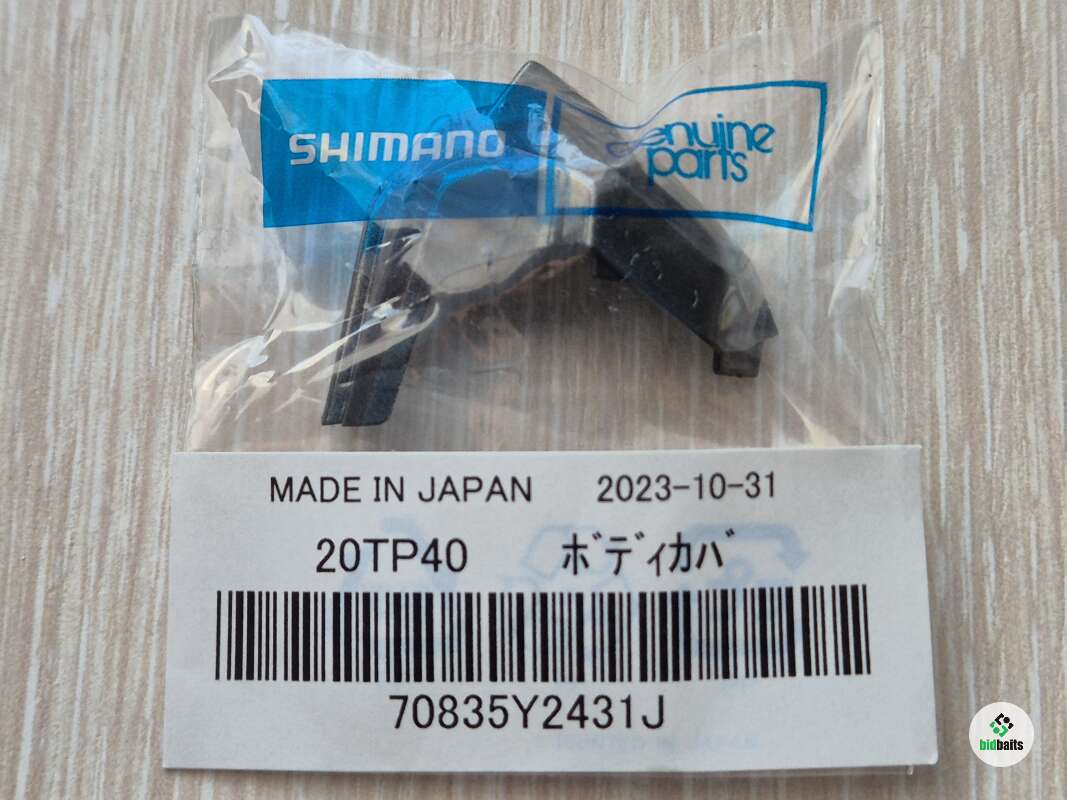 SHIMANO
Genuine
parts
MADE IN JAPAN 2023-10-31
20TP40 ﾎﾞﾃﾞｨｶﾊﾞ
70835Y2431J
bidbaits